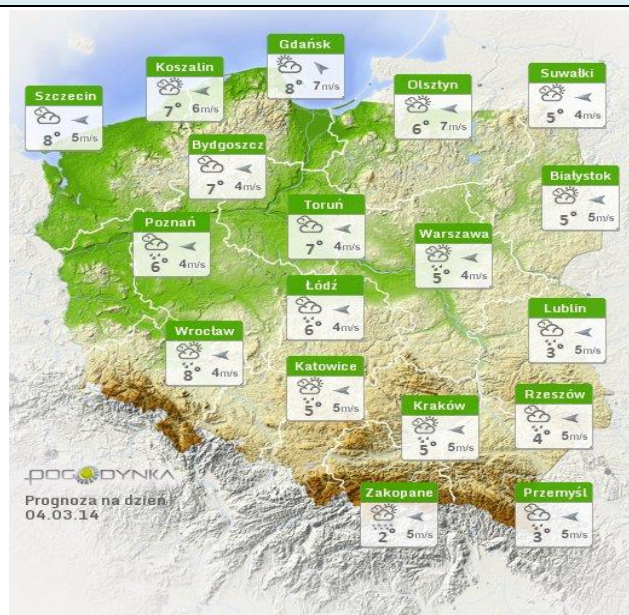 Gdańsk
8° 7m/s
Koszalin
7° 6m/s
Suwałki
5° 4m/s
Olsztyn
6° 7m/s
Szczecin
8° 5m/s
Bydgoszcz
7° 4m/s
Białystok
5° 5m/s
Toruń
7° 4m/s
Poznań
6° 4m/s
Warszawa
5° 4m/s
Łódź
6° 4m/s
Lublin
3° 5m/s
Wrocław
8° 4m/s
Katowice
5° 5m/s
Rzeszów
4° 5m/s
Kraków
5° 5m/s
POGODYNKA
Prognoza na dzień
04.03.14
Zakopane
2° 5m/s
Przemyśl
3° 5m/s